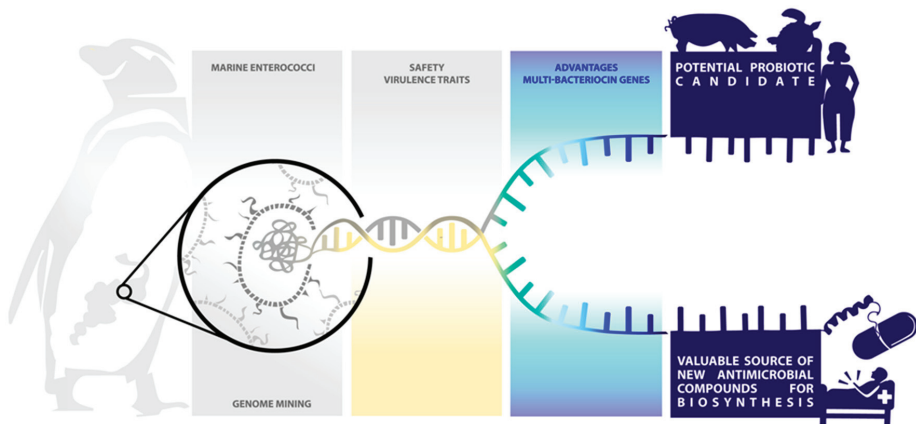 MARINE ENTEROCOCCI
SAFETY
VIRULENCE TRAITS
ADVANTAGES
MULTI-BACTERIOCIN GENES
POTENTIAL PROBIOTIC
CANDIDATE
GENOME MINING
VALUABLE SOURCE OF
NEW ANTIMICROBIAL
COMPOUNDS FOR
BIOSYNTHESIS